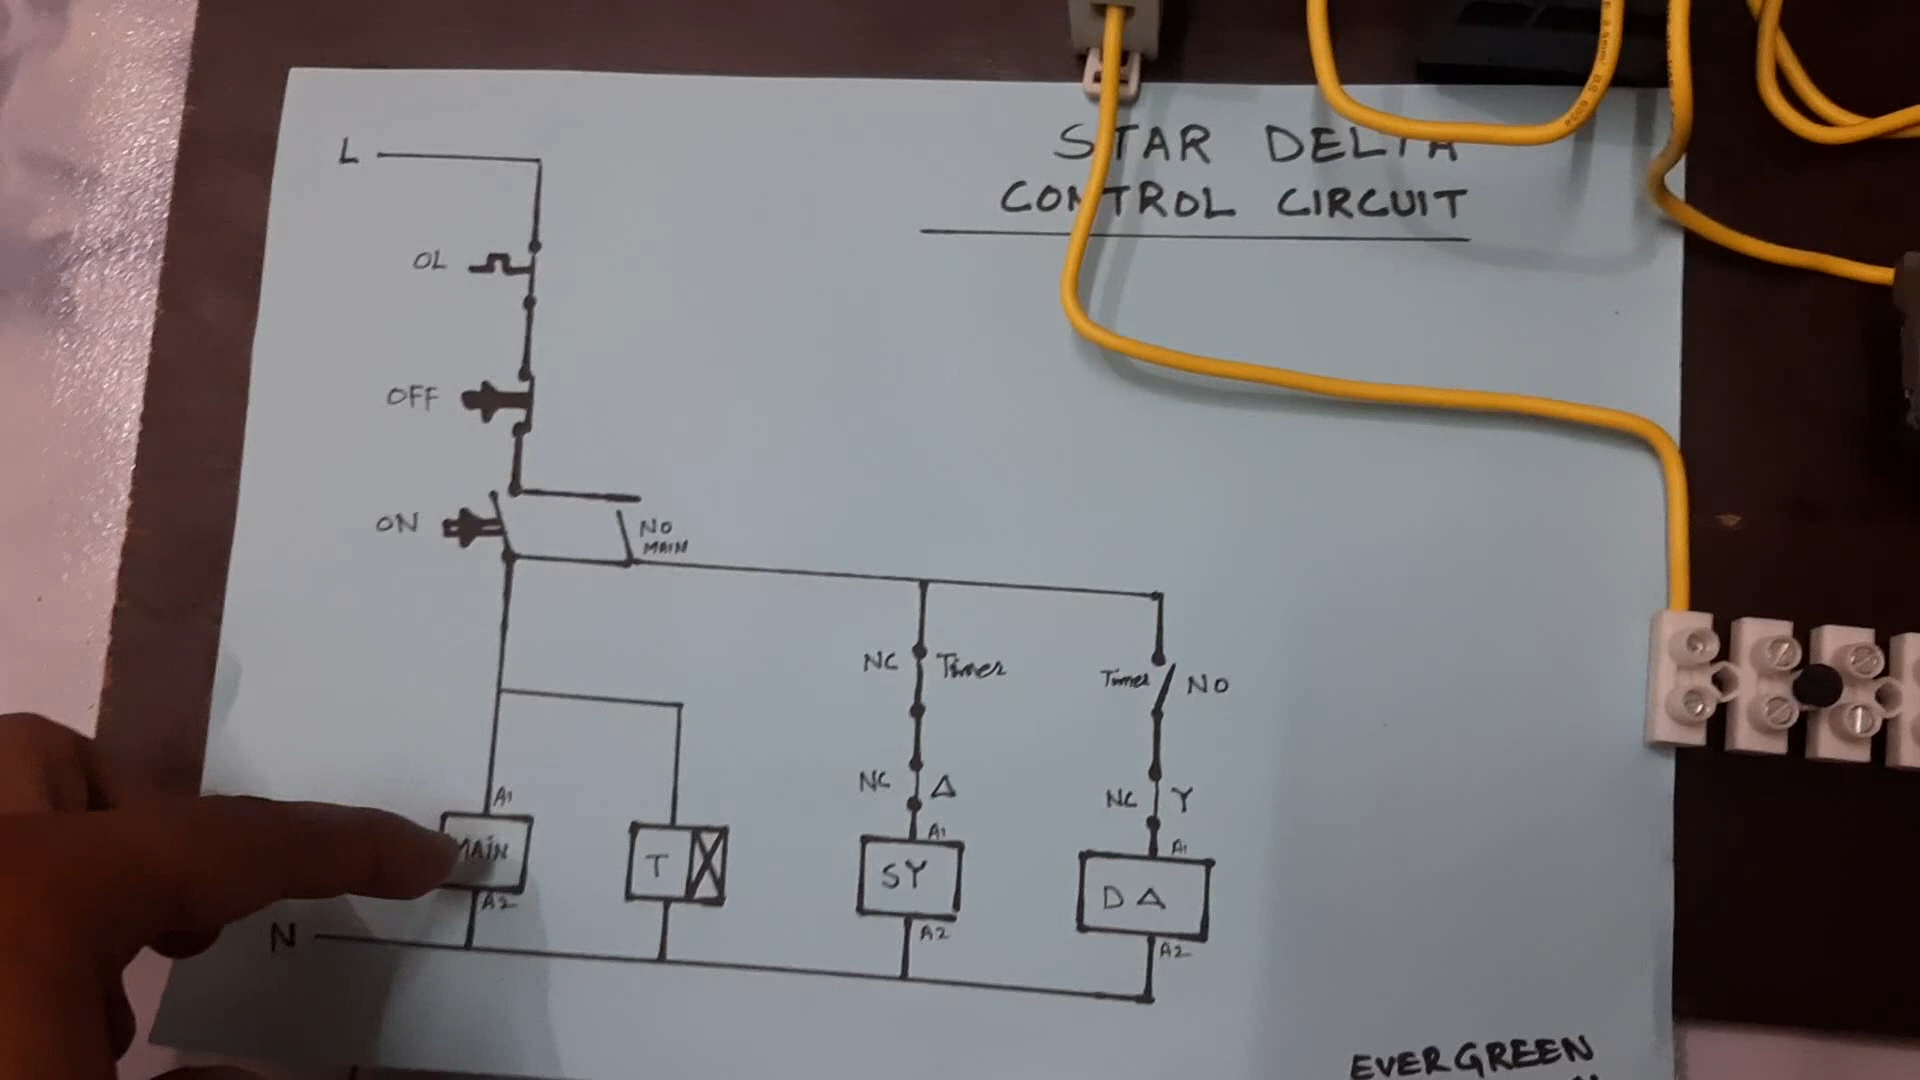 STAR DELTA
CONTROL CIRCUIT
L
OL
OFF
ON
NO
MAIN
NC Timer
Timer NO
NC Δ
NC Y
A1
A1
A1
MAIN
T
SY
D Δ
A2
A2
A2
N
EVERGREEN